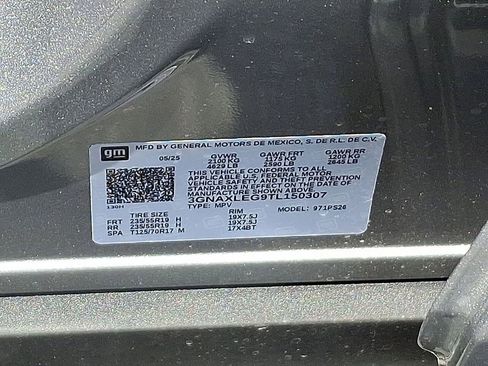 gm
MFD BY GENERAL MOTORS DE MEXICO, S. DE R.L. DE C.V.
05/25 GVWR GAWR FRT GAWR RR
2100 KG 1175 KG 1200 KG
4629 LB 2590 LB 2645 LB
THIS VEHICLE CONFORMS TO ALL
APPLICABLE U.S. FEDERAL MOTOR
VEHICLE SAFETY AND THEFT PREVENTION
STANDARDS IN EFFECT ON THE DATE OF
MANUFACTURE SHOWN ABOVE.
3GNAXLEG9TL150307
130H TYPE: MPV MODEL: 971PS26
TIRE SIZE RIM
FRT 235/55R19 H 19X7.5J
RR 235/55R19 H 19X7.5J
SPA T125/70R17 M 17X4BT